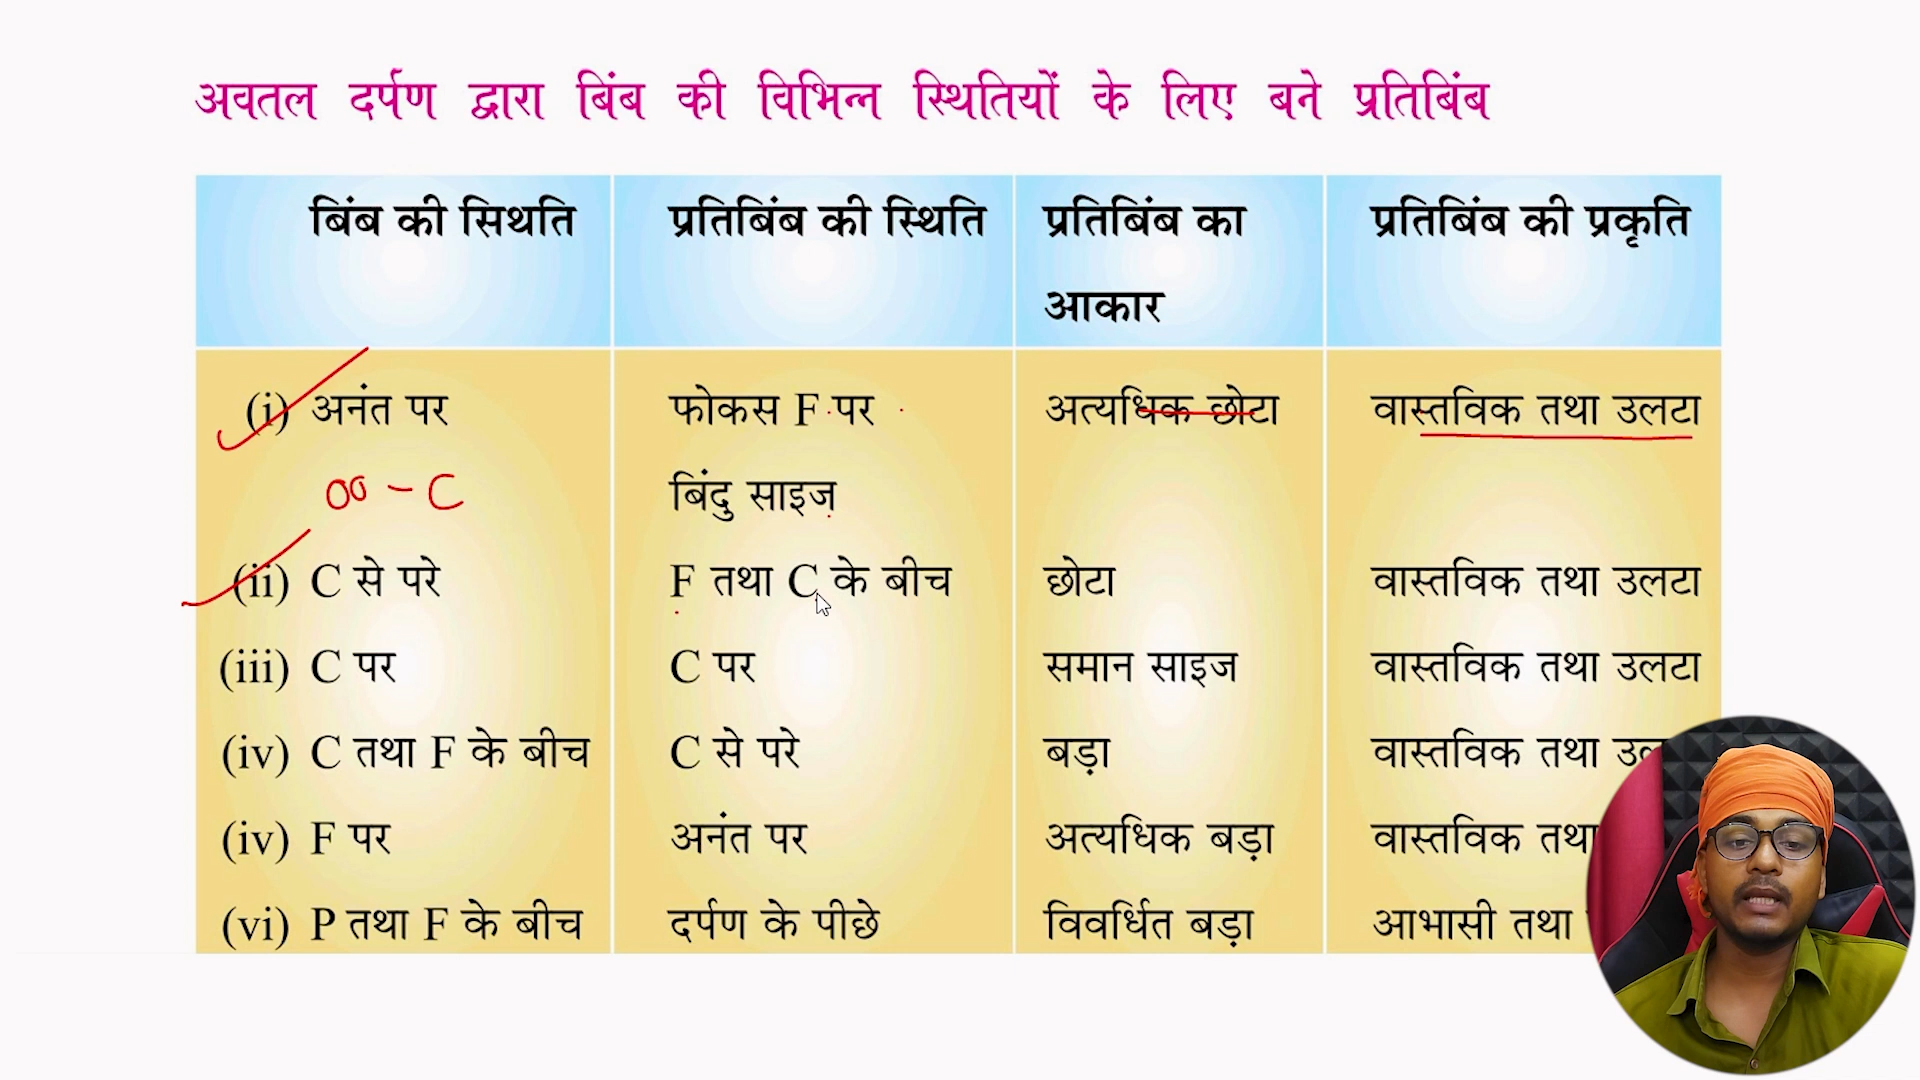 अवतल दर्पण द्वारा बिंब की विभिन्न स्थितियों के लिए बने प्रतिबिंब
बिंब की सिथति प्रतिबिंब की स्थिति प्रतिबिंब का आकार प्रतिबिंब की प्रकृति
(i) अनंत पर फोकस F पर अत्यधिक छोटा वास्तविक तथा उलटा
∞ - C बिंदु साइज़
(ii) C से परे F तथा C के बीच छोटा वास्तविक तथा उलटा
(iii) C पर C पर समान साइज वास्तविक तथा उलटा
(iv) C तथा F के बीच C से परे बड़ा वास्तविक तथा
(iv) F पर अनंत पर अत्यधिक बड़ा वास्तविक तथा
(vi) P तथा F के बीच दर्पण के पीछे विवर्धित बड़ा आभासी तथा